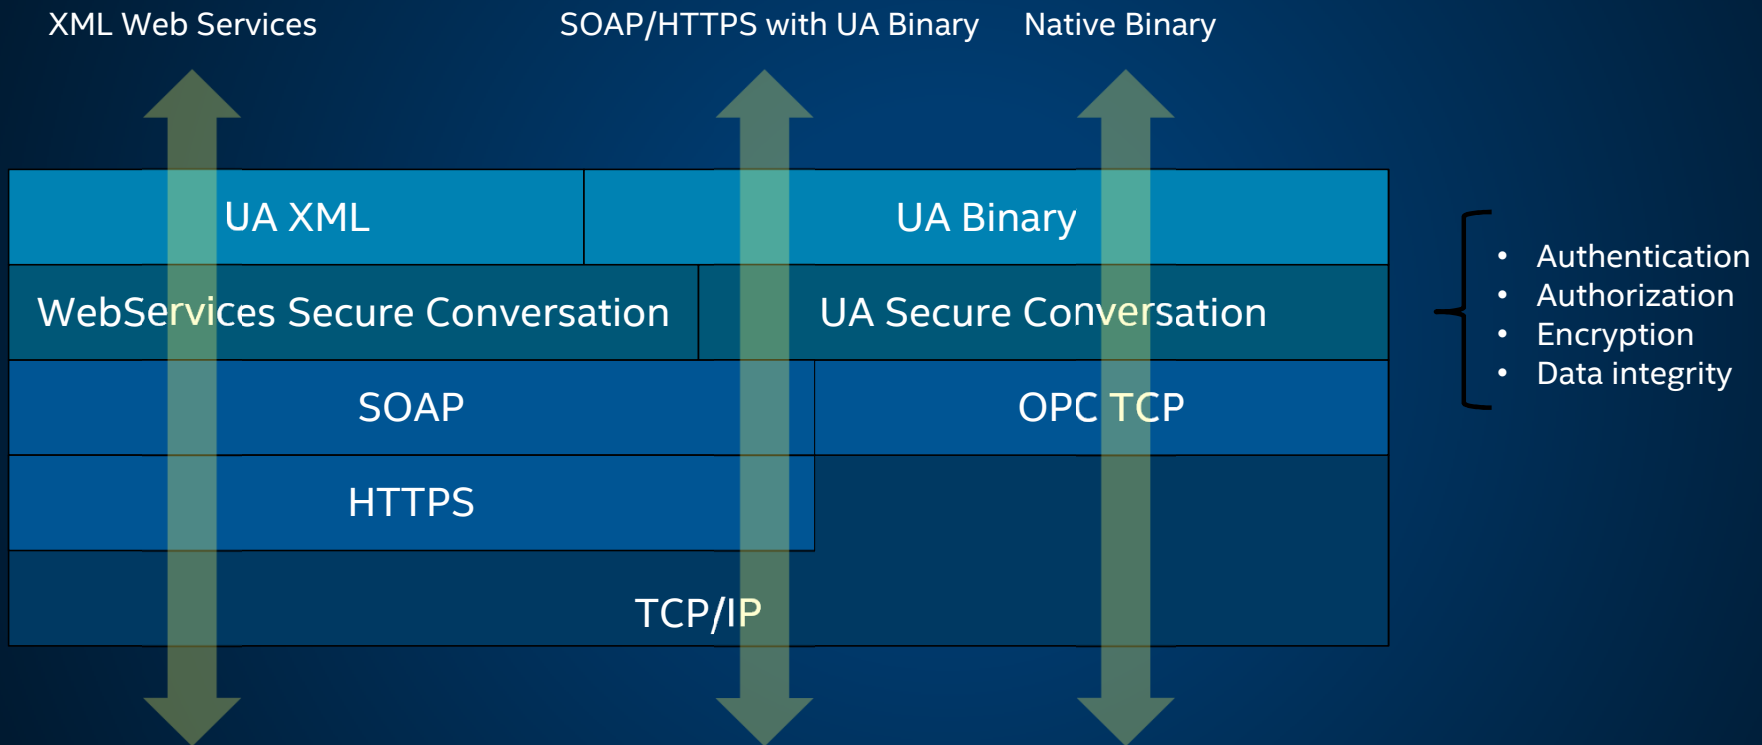 XML Web Services
SOAP/HTTPS with UA Binary
Native Binary
UA XML
UA Binary
WebServices Secure Conversation
UA Secure Conversation
• Authentication
• Authorization
• Encryption
• Data integrity
SOAP
OPC TCP
HTTPS
TCP/IP